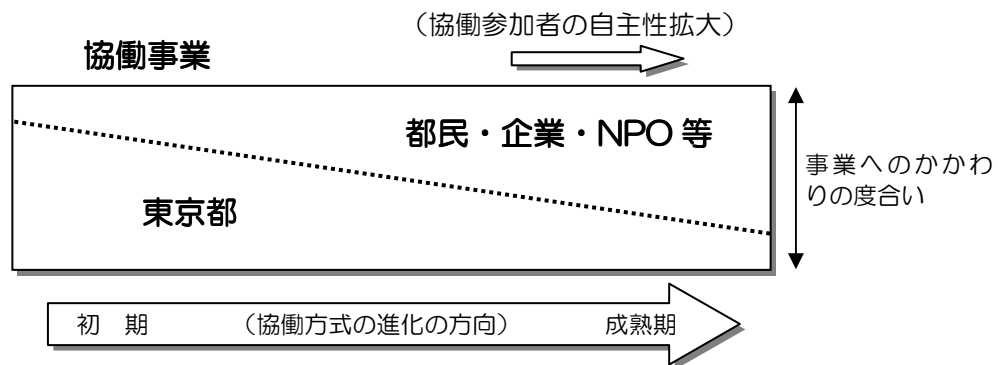 （協働参加者の自主性拡大）
協働事業
都民・企業・NPO 等
事業へのかかわ
りの度合い
東京都
初　期　（協働方式の進化の方向）　成熟期